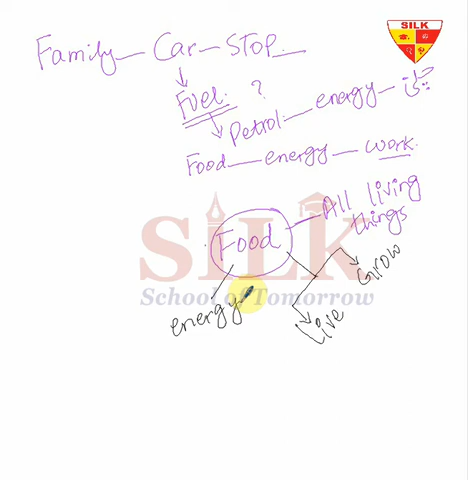 SILK
Family — Car — STOP.
Fuel. ?
Petrol — energy —
Food — energy — work.
All living
things
Food
SILK
School of Tomorrow
Grow
energy
Live